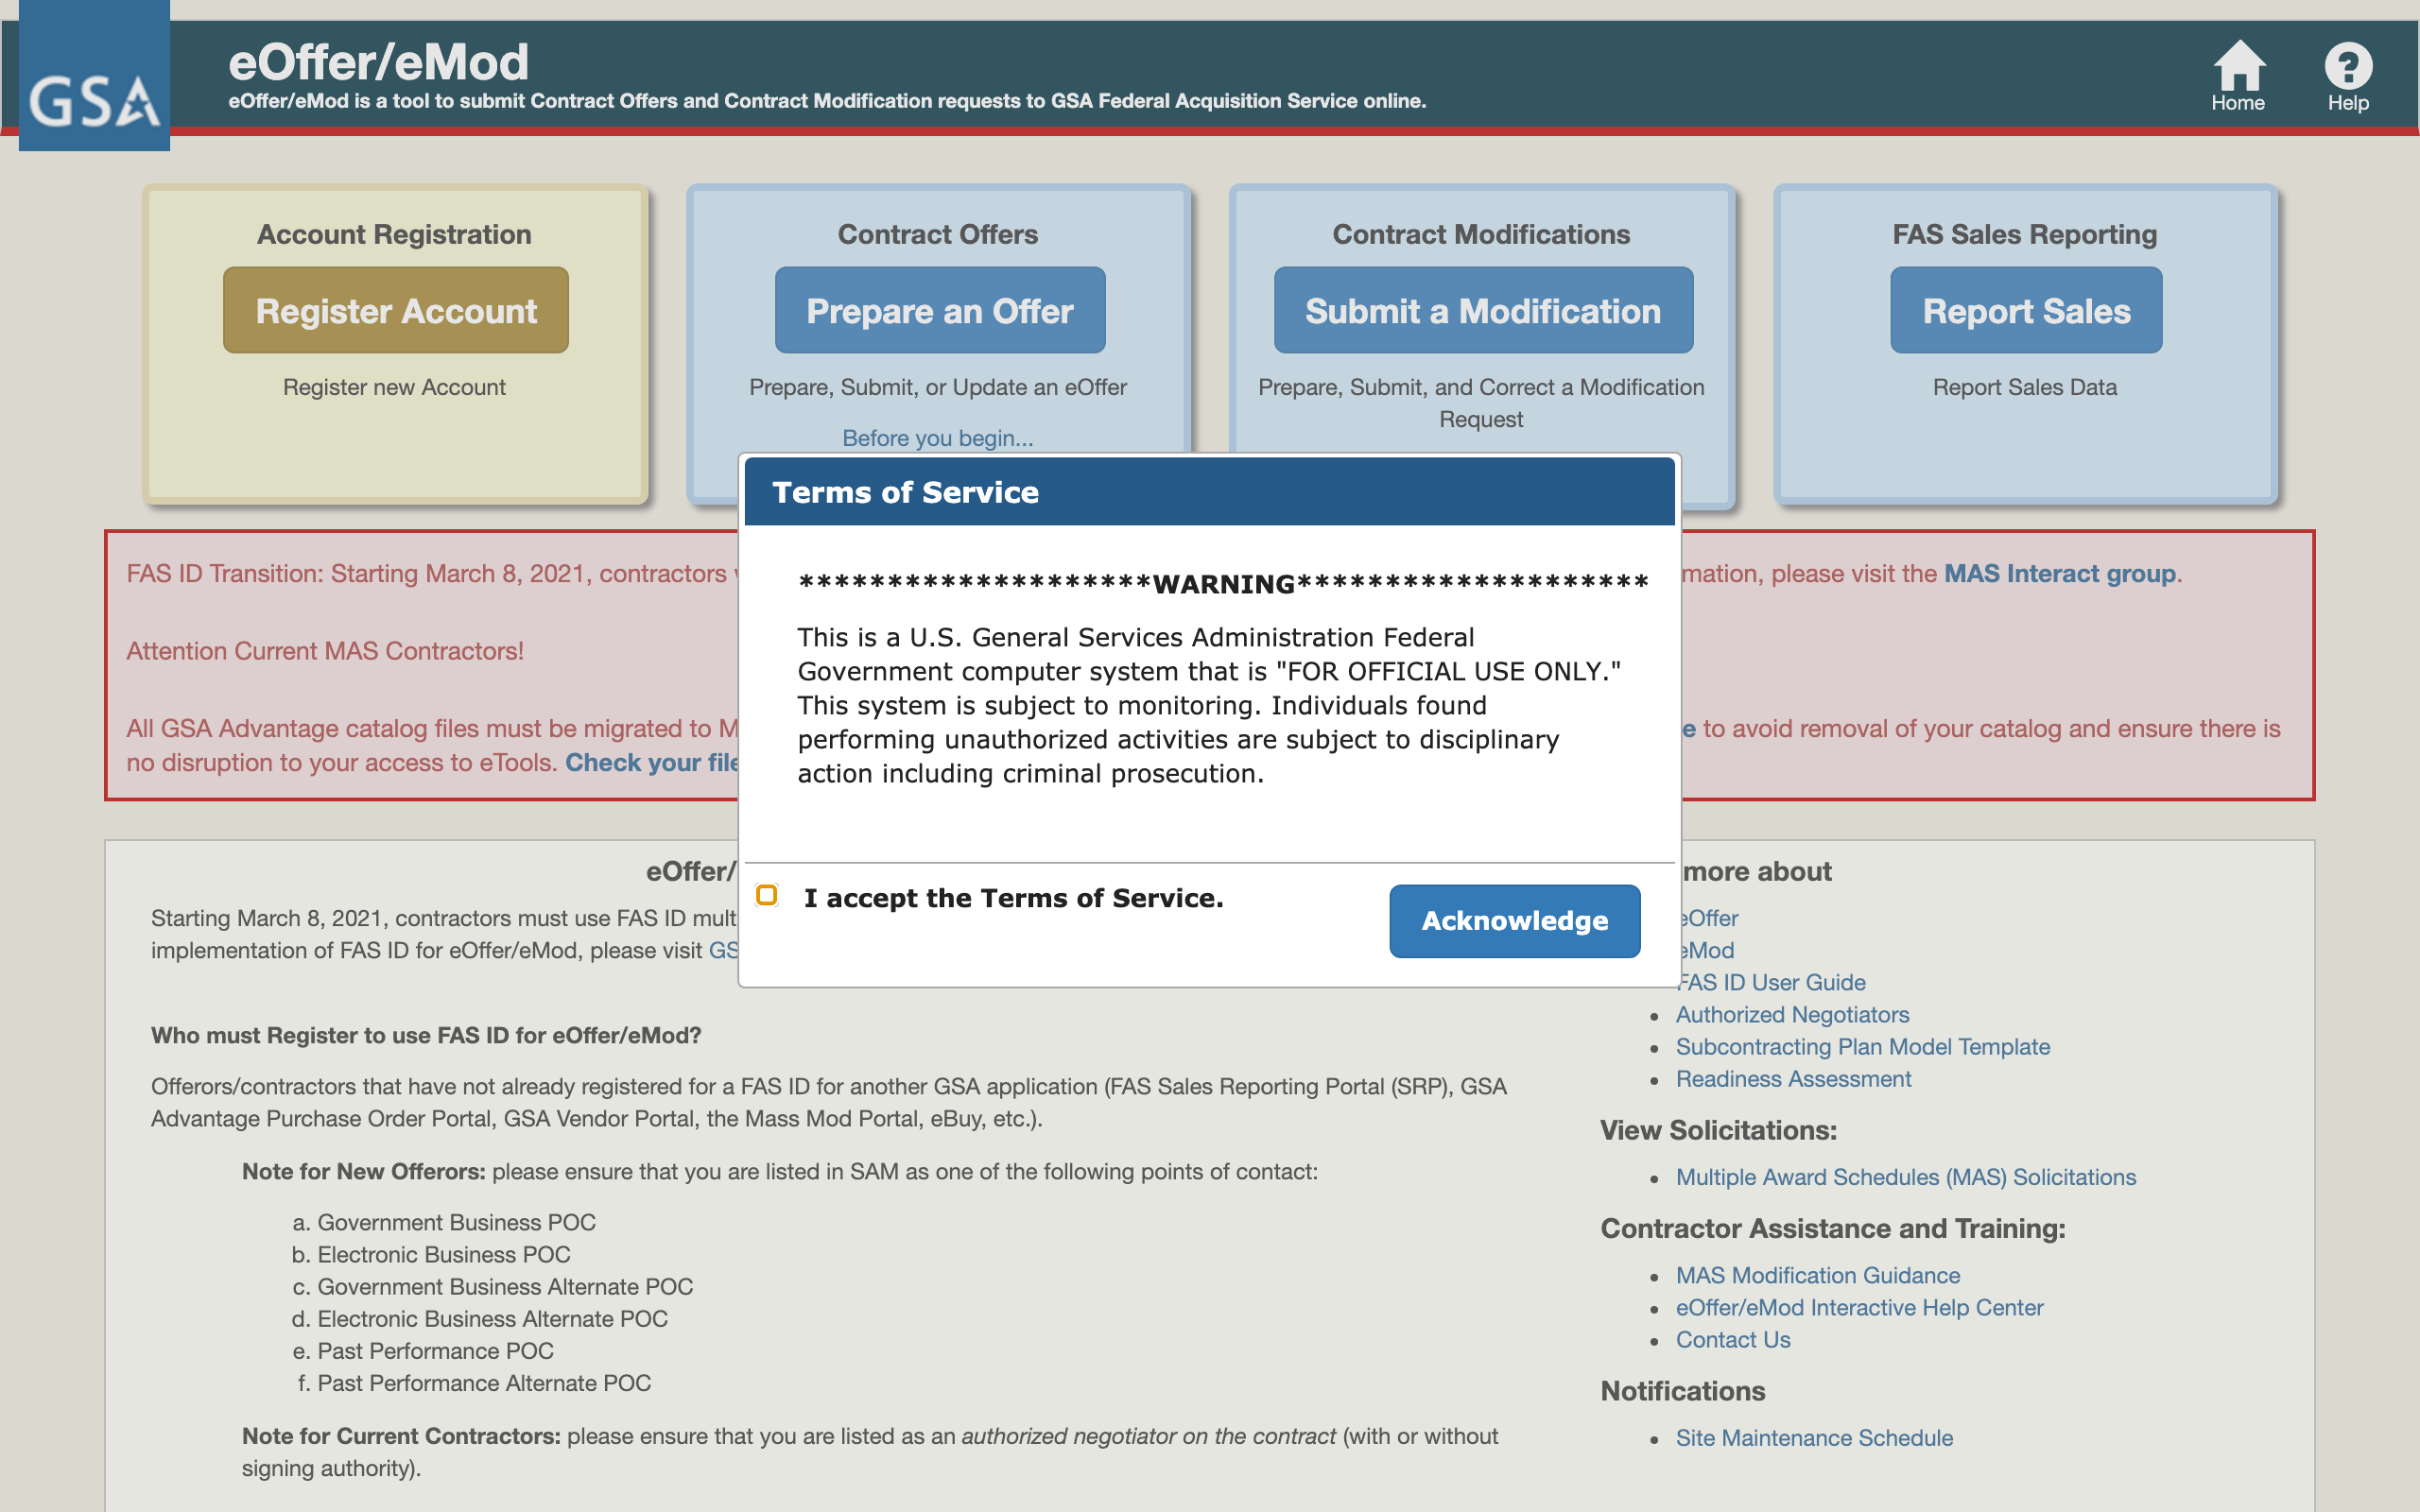 GSA
eOffer/eMod
eOffer/eMod is a tool to submit Contract Offers and Contract Modification requests to GSA Federal Acquisition Service online.
Home
Help
Account Registration
Register Account
Register new Account
Contract Offers
Prepare an Offer
Prepare, Submit, or Update an eOffer
Before you begin...
Contract Modifications
Submit a Modification
Prepare, Submit, and Correct a Modification
Request
FAS Sales Reporting
Report Sales
Report Sales Data
FAS ID Transition: Starting March 8, 2021, contractors
please visit the MAS Interact group.
Attention Current MAS Contractors!
All GSA Advantage catalog files must be migrated to
to avoid removal of your catalog and ensure there is
no disruption to your access to eTools. Check your
Terms of Service
********************WARNING********************
This is a U.S. General Services Administration Federal
Government computer system that is "FOR OFFICIAL USE ONLY."
This system is subject to monitoring. Individuals found
performing unauthorized activities are subject to disciplinary
action including criminal prosecution.
I accept the Terms of Service.
Acknowledge
eOffer/
Starting March 8, 2021, contractors must use FAS ID
implementation of FAS ID for eOffer/eMod, please visit
Who must Register to use FAS ID for eOffer/eMod?
Offerors/contractors that have not already registered for a FAS ID for another GSA application (FAS Sales Reporting Portal (SRP), GSA
Advantage Purchase Order Portal, GSA Vendor Portal, the Mass Mod Portal, eBuy, etc.).
Note for New Offerors: please ensure that you are listed in SAM as one of the following points of contact:
a. Government Business POC
b. Electronic Business POC
c. Government Business Alternate POC
d. Electronic Business Alternate POC
e. Past Performance POC
f. Past Performance Alternate POC
Note for Current Contractors: please ensure that you are listed as an authorized negotiator on the contract (with or without
signing authority).
more about
eOffer
eMod
FAS ID User Guide
Authorized Negotiators
Subcontracting Plan Model Template
Readiness Assessment
View Solicitations:
Multiple Award Schedules (MAS) Solicitations
Contractor Assistance and Training:
MAS Modification Guidance
eOffer/eMod Interactive Help Center
Contact Us
Notifications
Site Maintenance Schedule